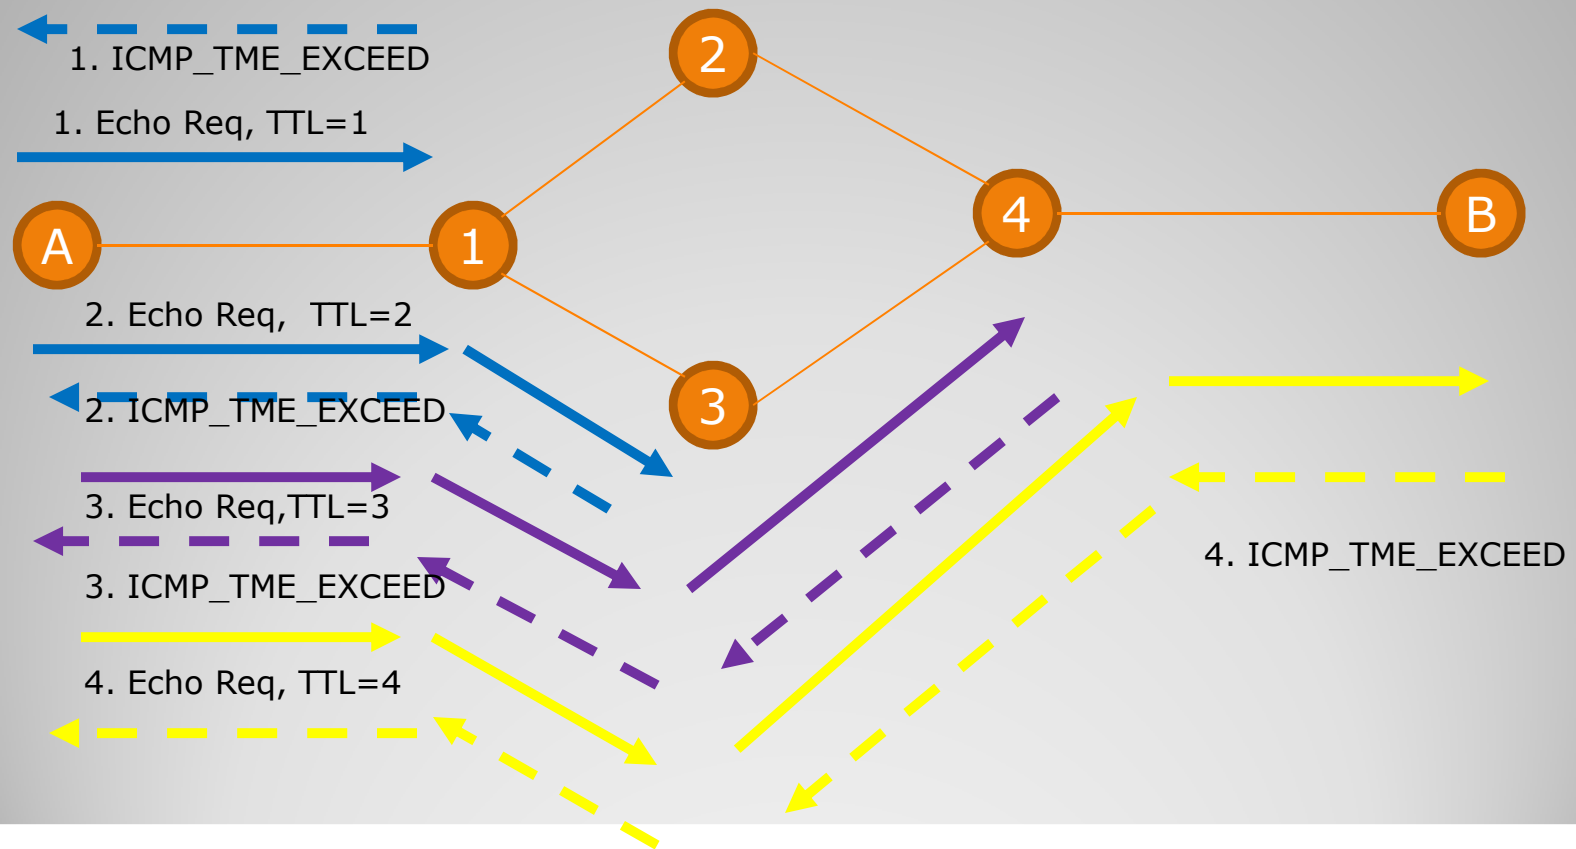 1. ICMP_TME_EXCEED
2
1. Echo Req, TTL=1
4
B
A
1
2. Echo Req,  TTL=2
3
2. ICMP_TME_EXCEED
3. Echo Req,TTL=3
4. ICMP_TME_EXCEED
3. ICMP_TME_EXCEED
4. Echo Req, TTL=4